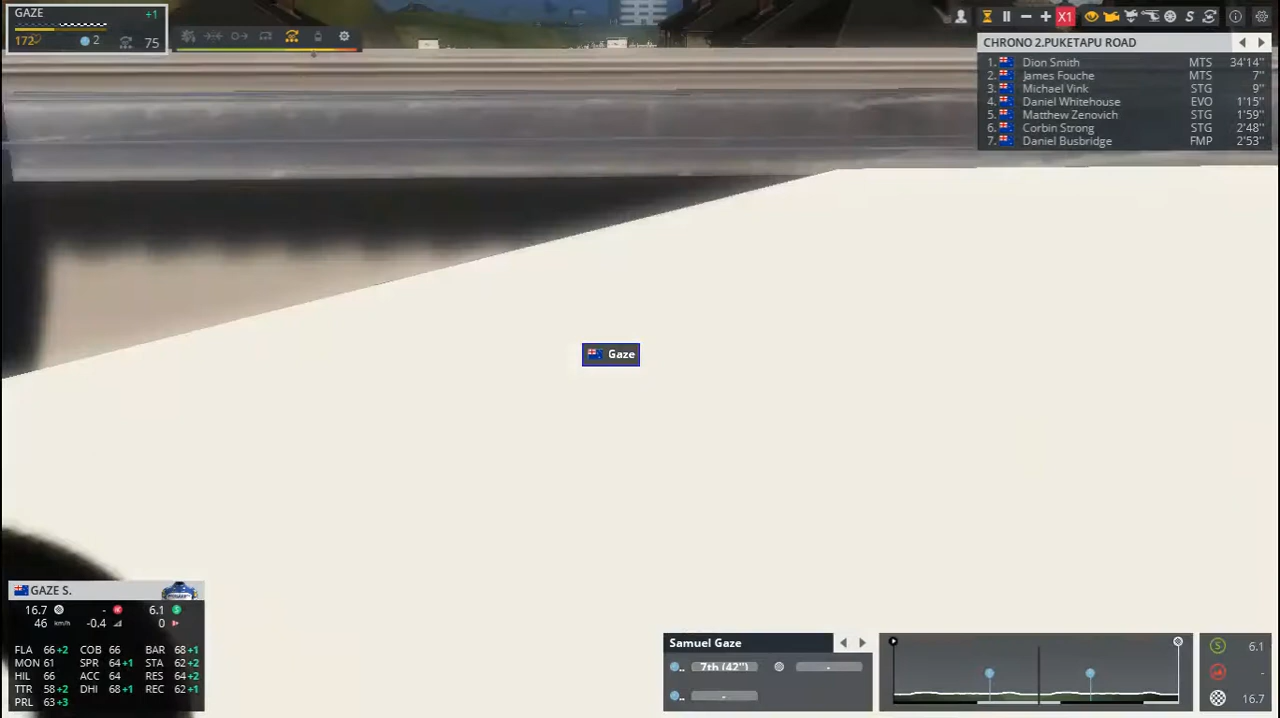 GAZE +1
172 2 75
X1
CHRONO 2.PUKETAPU ROAD
1. Dion Smith MTS 34'14''
2. James Fouche MTS 7''
3. Michael Vink STG 9''
4. Daniel Whitehouse EVO 1'15''
5. Matthew Zenovich STG 1'59''
6. Corbin Strong STG 2'48''
7. Daniel Busbridge FMP 2'53''
Gaze
GAZE S.
16.7 - 6.1
46 km/h -0.4 0
FLA 66+2 COB 66 BAR 68+1
MON 61 SPR 64+1 STA 62+2
HIL 66 ACC 64 RES 64+2
TTR 58+2 DHI 68+1 REC 62+1
PRL 63+3
Samuel Gaze
.. 7th (42'') -
.. -
S 6.1
-
16.7